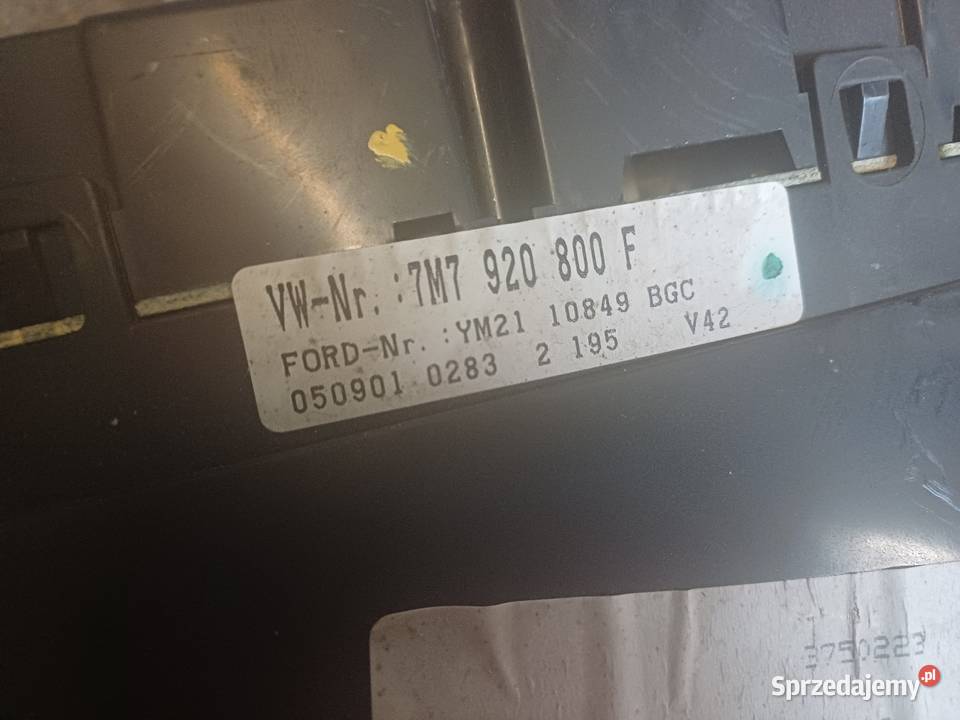 VW-Nr. :7M7 920 800 F
FORD-Nr. :YM21 10849 BGC
050901 0283 2 195 V42
3750223
Sprzedajemy.pl